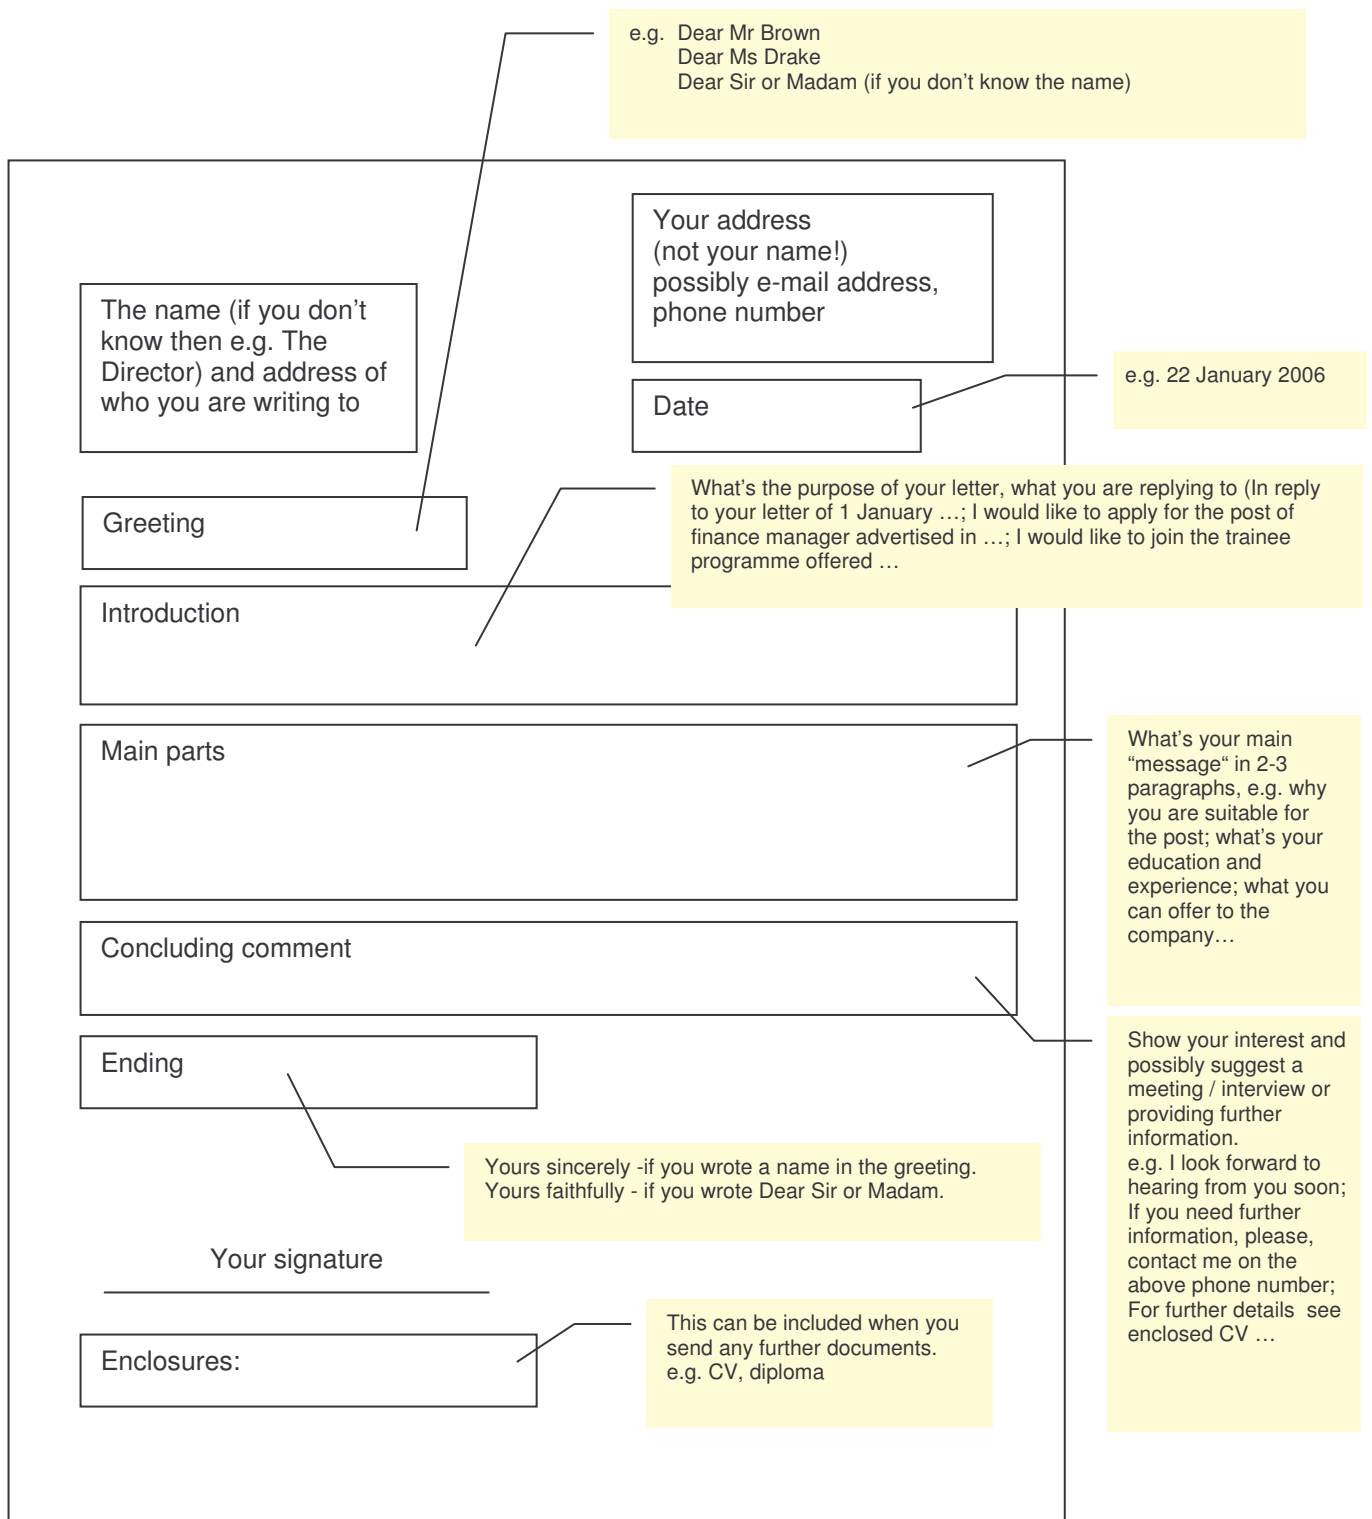 e.g.  Dear Mr Brown
Dear Ms Drake
Dear Sir or Madam (if you don’t know the name)
Your address
(not your name!)
possibly e-mail address,
phone number
The name (if you don’t
know then e.g. The
Director) and address of
who you are writing to
Date
e.g. 22 January 2006
Greeting
What’s the purpose of your letter, what you are replying to (In reply
to your letter of 1 January …; I would like to apply for the post of
finance manager advertised in …; I would like to join the trainee
programme offered …
Introduction
Main parts
What’s your main
“message“ in 2-3
paragraphs, e.g. why
you are suitable for
the post; what’s your
education and
experience; what you
can offer to the
company…
Concluding comment
Show your interest and
possibly suggest a
meeting / interview or
providing further
information.
e.g. I look forward to
hearing from you soon;
If you need further
information, please,
contact me on the
above phone number;
For further details  see
enclosed CV …
Ending
Yours sincerely -if you wrote a name in the greeting.
Yours faithfully - if you wrote Dear Sir or Madam.
Your signature
Enclosures:
This can be included when you
send any further documents.
e.g. CV, diploma